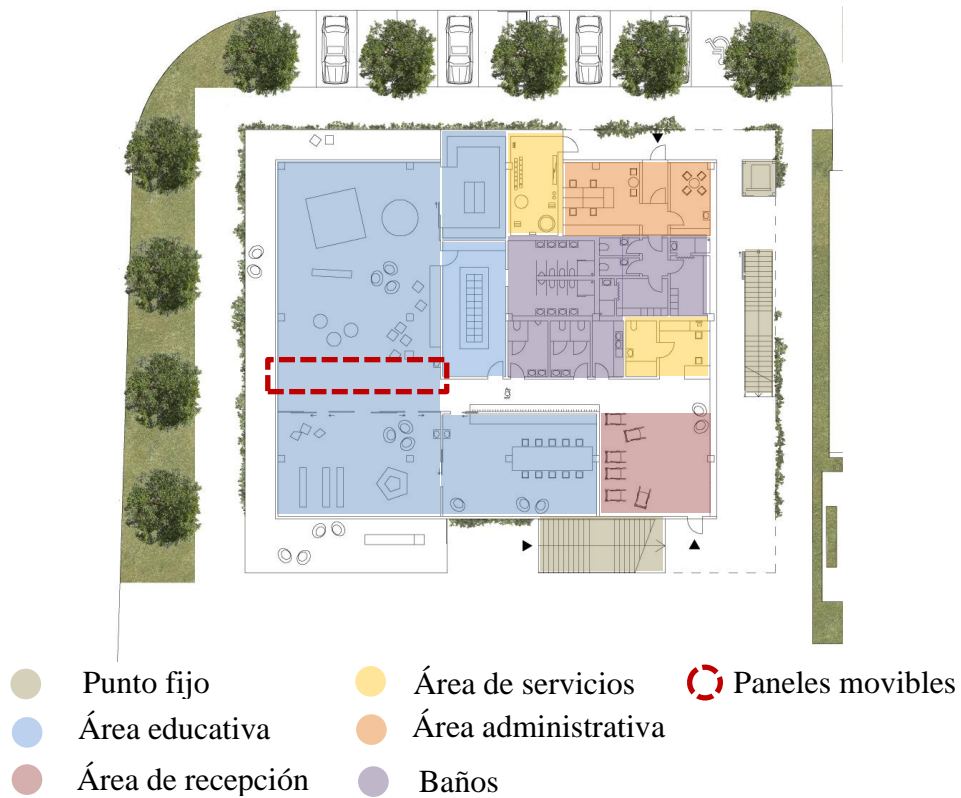 Punto fijo
Área de servicios
Paneles movibles
Área educativa
Área administrativa
Área de recepción
Baños